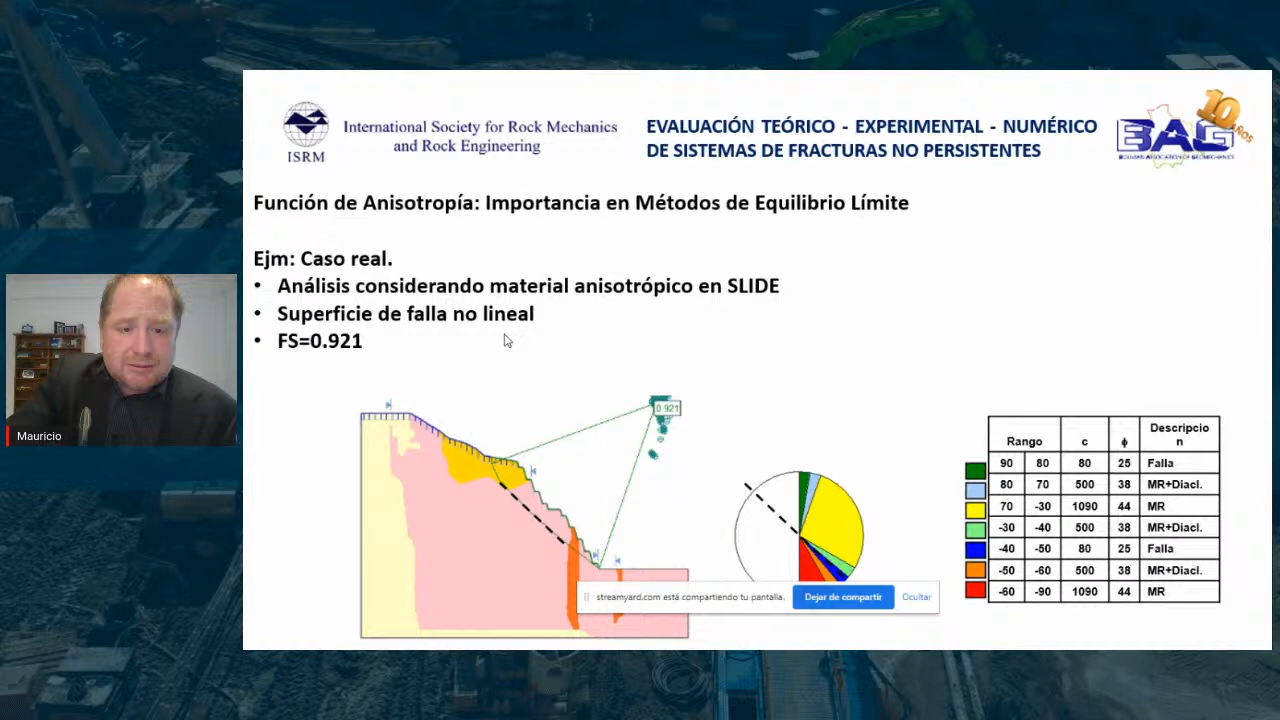 ISRM
International Society for Rock Mechanics
and Rock Engineering
EVALUACIÓN TEÓRICO - EXPERIMENTAL - NUMÉRICO
DE SISTEMAS DE FRACTURAS NO PERSISTENTES
BAG
10 AÑOS
BOLIVIAN ASSOCIATION OF GEOMECHANICS
Función de Anisotropía: Importancia en Métodos de Equilibrio Límite
Ejm: Caso real.
• Análisis considerando material anisotrópico en SLIDE
• Superficie de falla no lineal
• FS=0.921
Mauricio
0.921
Rango c ϕ Descripcio
n
90 80 80 25 Falla
80 70 500 38 MR+Diacl.
70 -30 1090 44 MR
-30 -40 500 38 MR+Diacl.
-40 -50 80 25 Falla
-50 -60 500 38 MR+Diacl.
-60 -90 1090 44 MR
streamyard.com está compartiendo tu pantalla. Dejar de compartir Ocultar